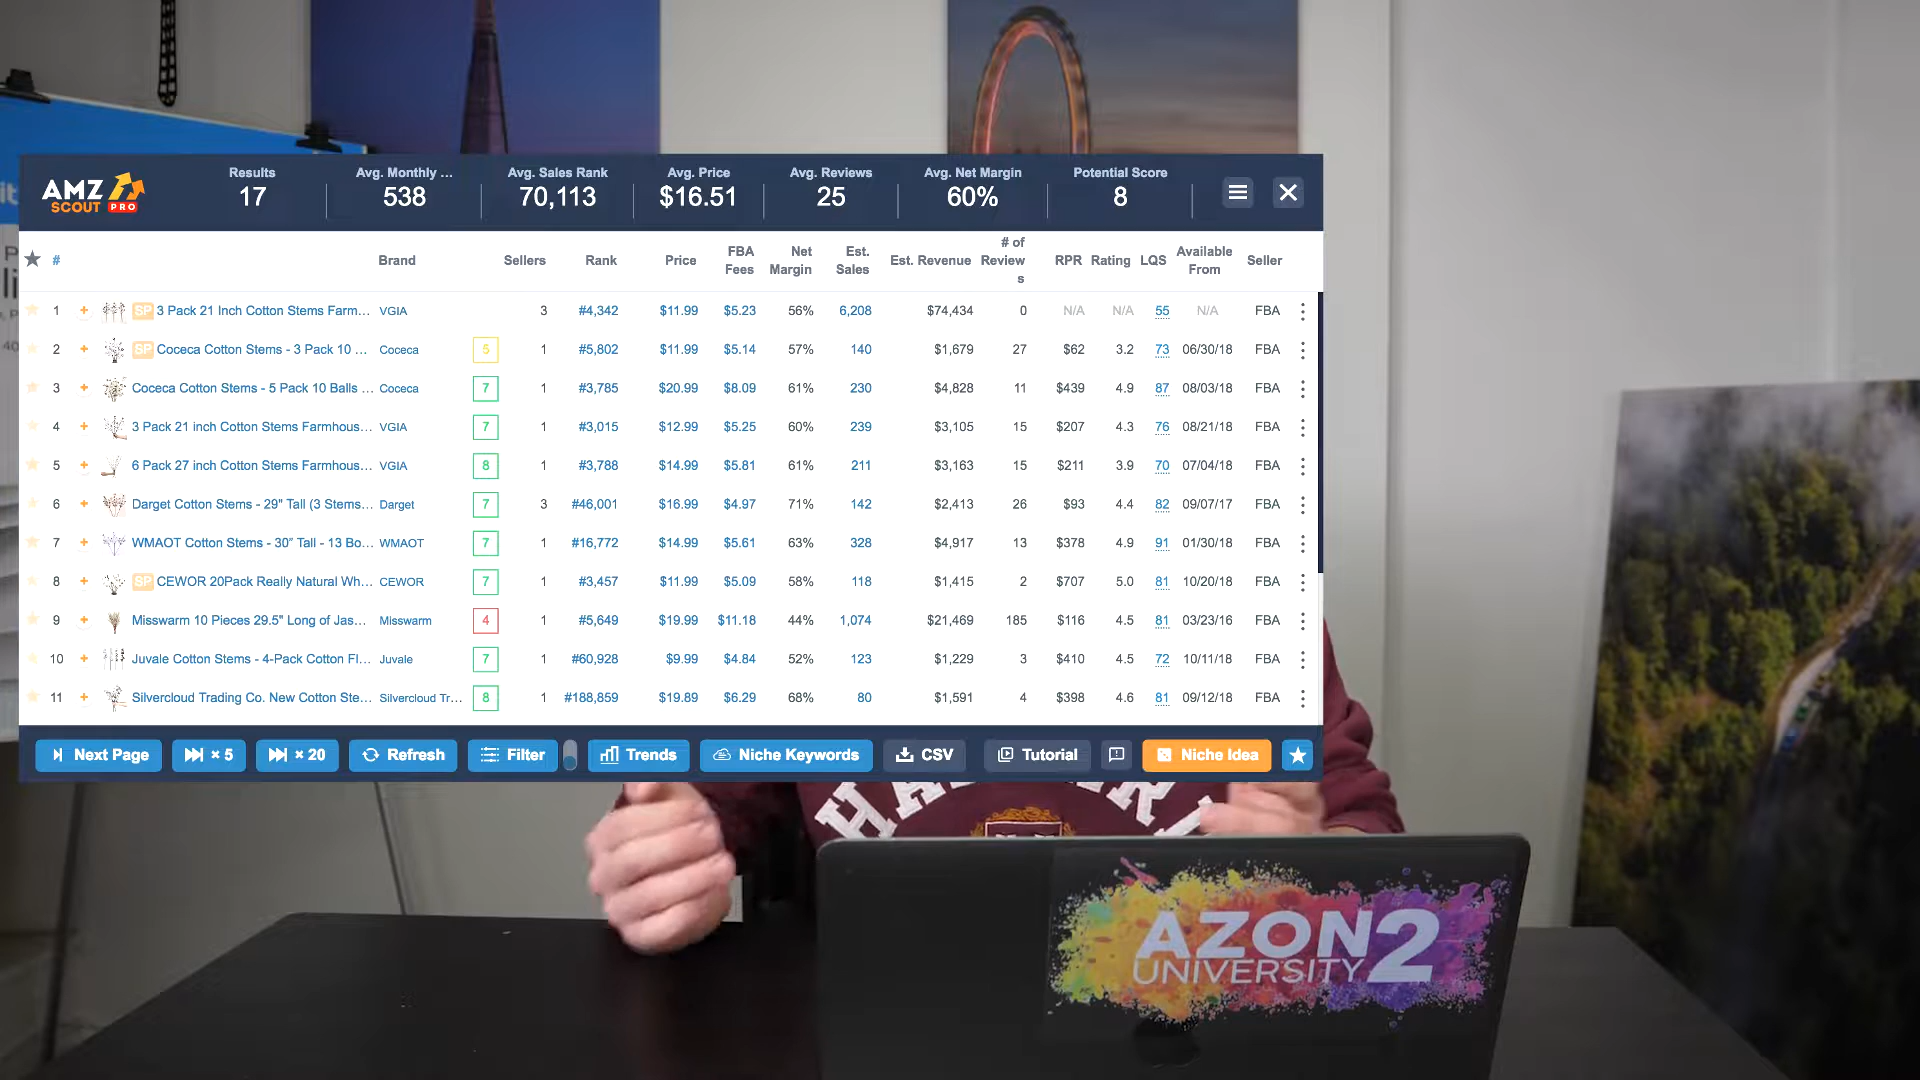 Results
17
Avg. Monthly ...
538
Avg. Sales Rank
70,113
Avg. Price
$16.51
Avg. Reviews
25
Avg. Net Margin
60%
Potential Score
8
AMZ
SCOUT PRO
# Brand Sellers Rank Price FBA Fees Net Margin Est. Sales Est. Revenue # of Reviews RPR Rating LQS Available From Seller
1 + SP 3 Pack 21 Inch Cotton Stems Farm... VGIA 3 #4,342 $11.99 $5.23 56% 6,208 $74,434 0 N/A N/A 55 N/A FBA
2 + SP Coceca Cotton Stems - 3 Pack 10 ... Coceca 5 1 #5,802 $11.99 $5.14 57% 140 $1,679 27 $62 3.2 73 06/30/18 FBA
3 + Coceca Cotton Stems - 5 Pack 10 Balls ... Coceca 7 1 #3,785 $20.99 $8.09 61% 230 $4,828 11 $439 4.9 87 08/03/18 FBA
4 + 3 Pack 21 inch Cotton Stems Farmhous... VGIA 7 1 #3,015 $12.99 $5.25 60% 239 $3,105 15 $207 4.3 76 08/21/18 FBA
5 + 6 Pack 27 inch Cotton Stems Farmhous... VGIA 8 1 #3,788 $14.99 $5.81 61% 211 $3,163 15 $211 3.9 70 07/04/18 FBA
6 + Darget Cotton Stems - 29" Tall (3 Stems... Darget 7 3 #46,001 $16.99 $4.97 71% 142 $2,413 26 $93 4.4 82 09/07/17 FBA
7 + WMAOT Cotton Stems - 30” Tall - 13 Bo... WMAOT 7 1 #16,772 $14.99 $5.61 63% 328 $4,917 13 $378 4.9 91 01/30/18 FBA
8 + SP CEWOR 20Pack Really Natural Wh... CEWOR 7 1 #3,457 $11.99 $5.09 58% 118 $1,415 2 $707 5.0 81 10/20/18 FBA
9 + Misswarm 10 Pieces 29.5" Long of Jas... Misswarm 4 1 #5,649 $19.99 $11.18 44% 1,074 $21,469 185 $116 4.5 81 03/23/16 FBA
10 + Juvale Cotton Stems - 4-Pack Cotton Fl... Juvale 7 1 #60,928 $9.99 $4.84 52% 123 $1,229 3 $410 4.5 72 10/11/18 FBA
11 + Silvercloud Trading Co. New Cotton Ste... Silvercloud Tr... 8 1 #188,859 $19.89 $6.29 68% 80 $1,591 4 $398 4.6 81 09/12/18 FBA
Next Page × 5 × 20 Refresh Filter Trends Niche Keywords CSV Tutorial Niche Idea
AZON 2
UNIVERSITY